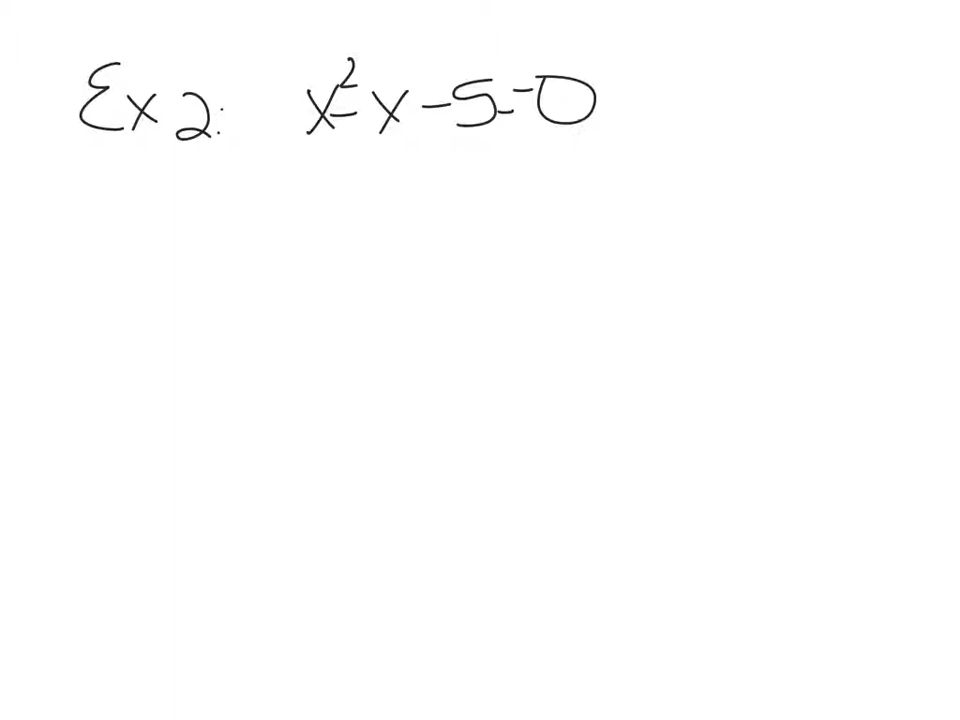 Ex 2: x² - x - 5 = 0